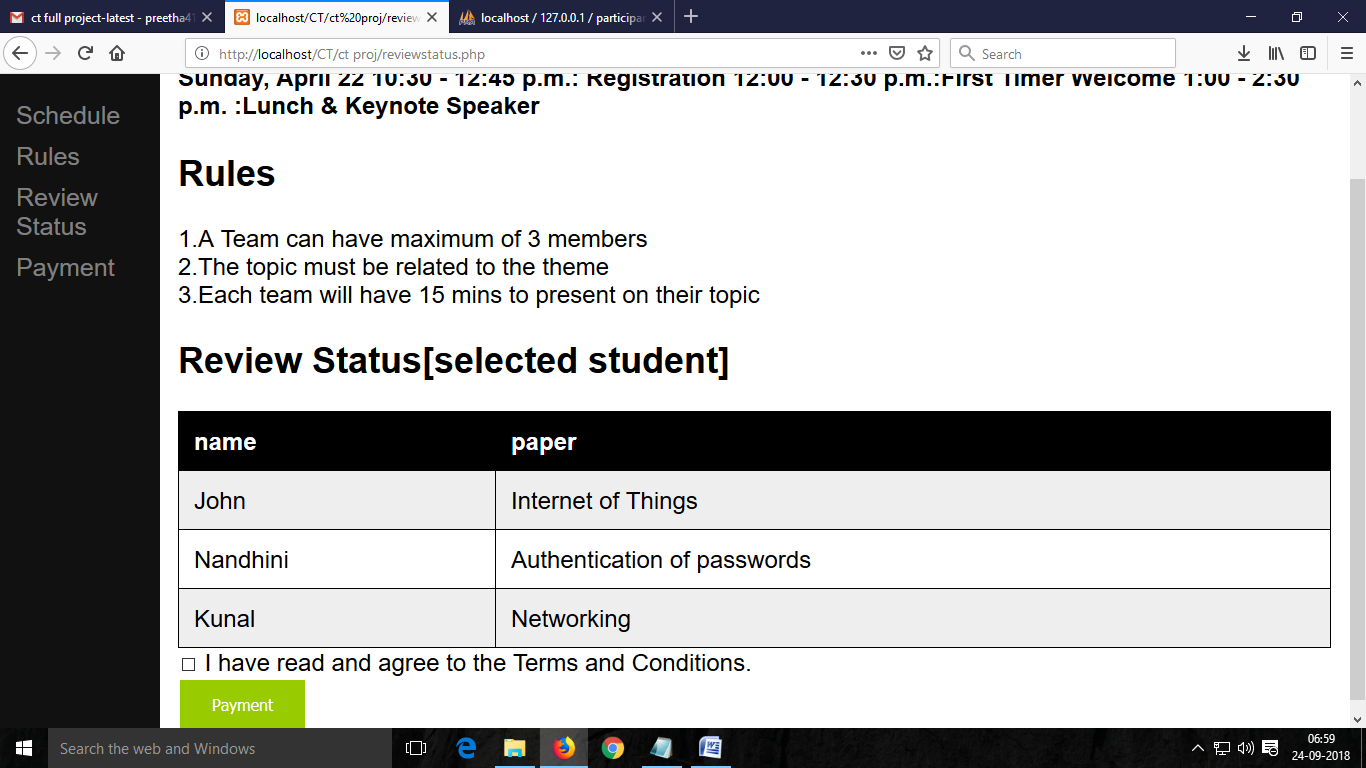 ct full project-latest - preetha41
localhost/CT/ct%20proj/review
localhost / 127.0.0.1 / participan
http://localhost/CT/ct proj/reviewstatus.php
Search
Schedule
Rules
Review
Status
Payment
Sunday, April 22 10:30 - 12:45 p.m.: Registration 12:00 - 12:30 p.m.:First Timer Welcome 1:00 - 2:30
p.m. :Lunch & Keynote Speaker
Rules
1.A Team can have maximum of 3 members
2.The topic must be related to the theme
3.Each team will have 15 mins to present on their topic
Review Status[selected student]
name paper
John Internet of Things
Nandhini Authentication of passwords
Kunal Networking
I have read and agree to the Terms and Conditions.
Payment
Search the web and Windows
06:59
24-09-2018